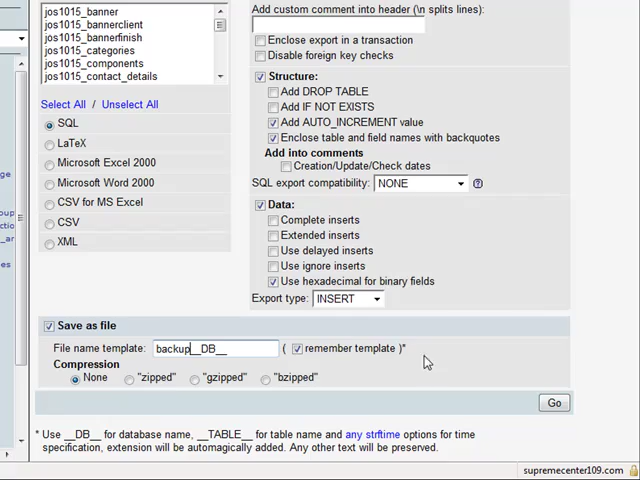 jos1015_banner
jos1015_bannerclient
jos1015_bannerfinish
jos1015_categories
jos1015_components
jos1015_contact_details
Select All / Unselect All
SQL
LaTeX
Microsoft Excel 2000
Microsoft Word 2000
CSV for MS Excel
CSV
XML
Add custom comment into header (\n splits lines):
Enclose export in a transaction
Disable foreign key checks
Structure:
Add DROP TABLE
Add IF NOT EXISTS
Add AUTO_INCREMENT value
Enclose table and field names with backquotes
Add into comments
Creation/Update/Check dates
SQL export compatibility: NONE
Data:
Complete inserts
Extended inserts
Use delayed inserts
Use ignore inserts
Use hexadecimal for binary fields
Export type: INSERT
Save as file
File name template: backup__DB__ ( remember template )*
Compression
None "zipped" "gzipped" "bzipped"
Go
* Use __DB__ for database name, __TABLE__ for table name and any strftime options for time
specification, extension will be automagically added. Any other text will be preserved.
supremecenter109.com